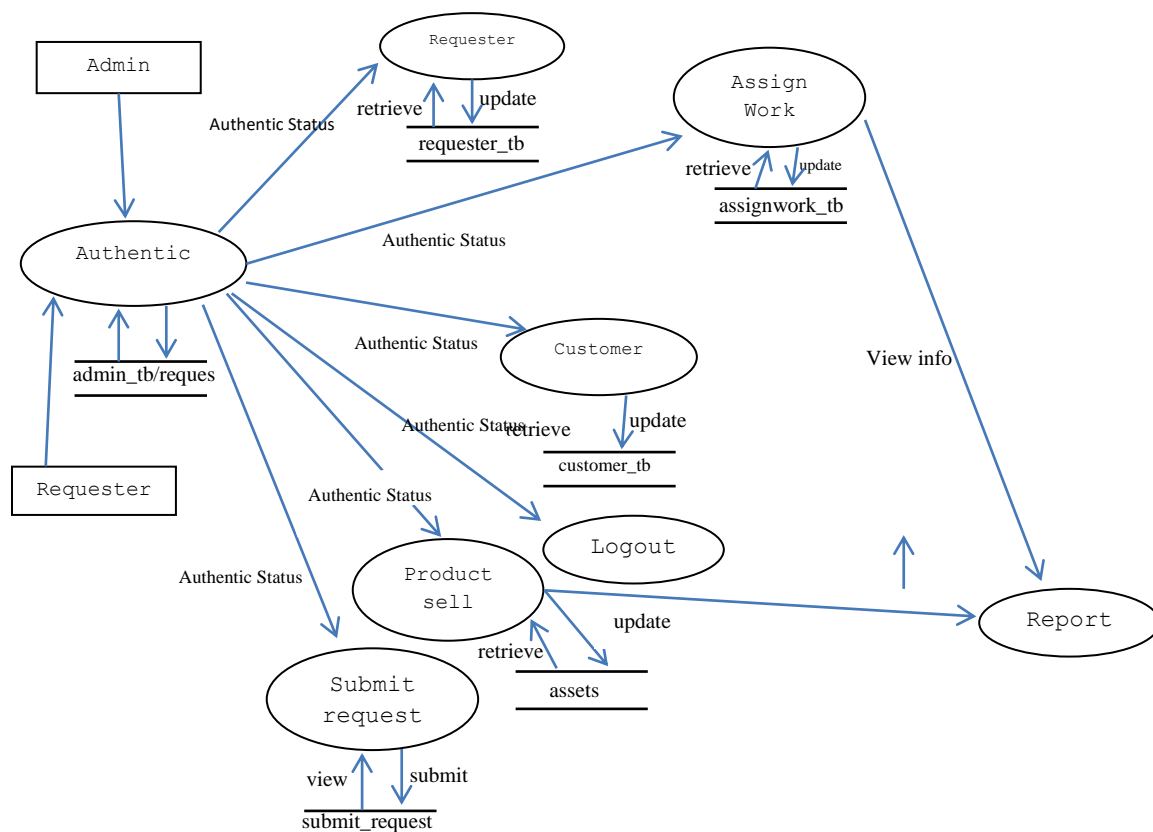 Requester
Admin
Assign
Work
retrieve
update
Authentic Status
requester_tb
retrieve
update
assignwork_tb
Authentic
Authentic Status
Authentic Status
Customer
View info
admin_tb/reques
Authentic Status
retrieve
update
customer_tb
Requester
Authentic Status
Logout
Authentic Status
Product
sell
update
Report
retrieve
assets
Submit
request
view
submit
submit_request